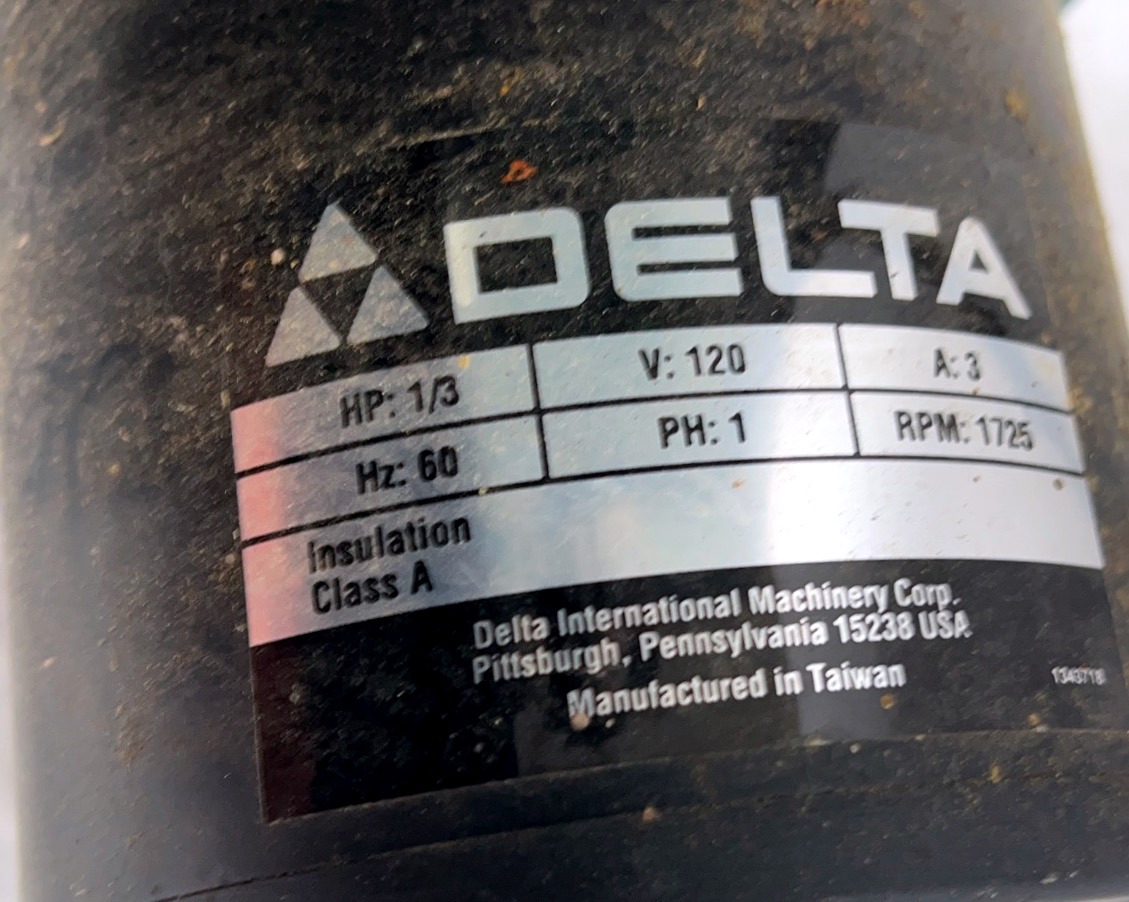 DELTA
HP: 1/3 V: 120 A: 3
Hz: 60 PH: 1 RPM: 1725
Insulation
Class A
Delta International Machinery Corp.
Pittsburgh, Pennsylvania 15238 USA
Manufactured in Taiwan